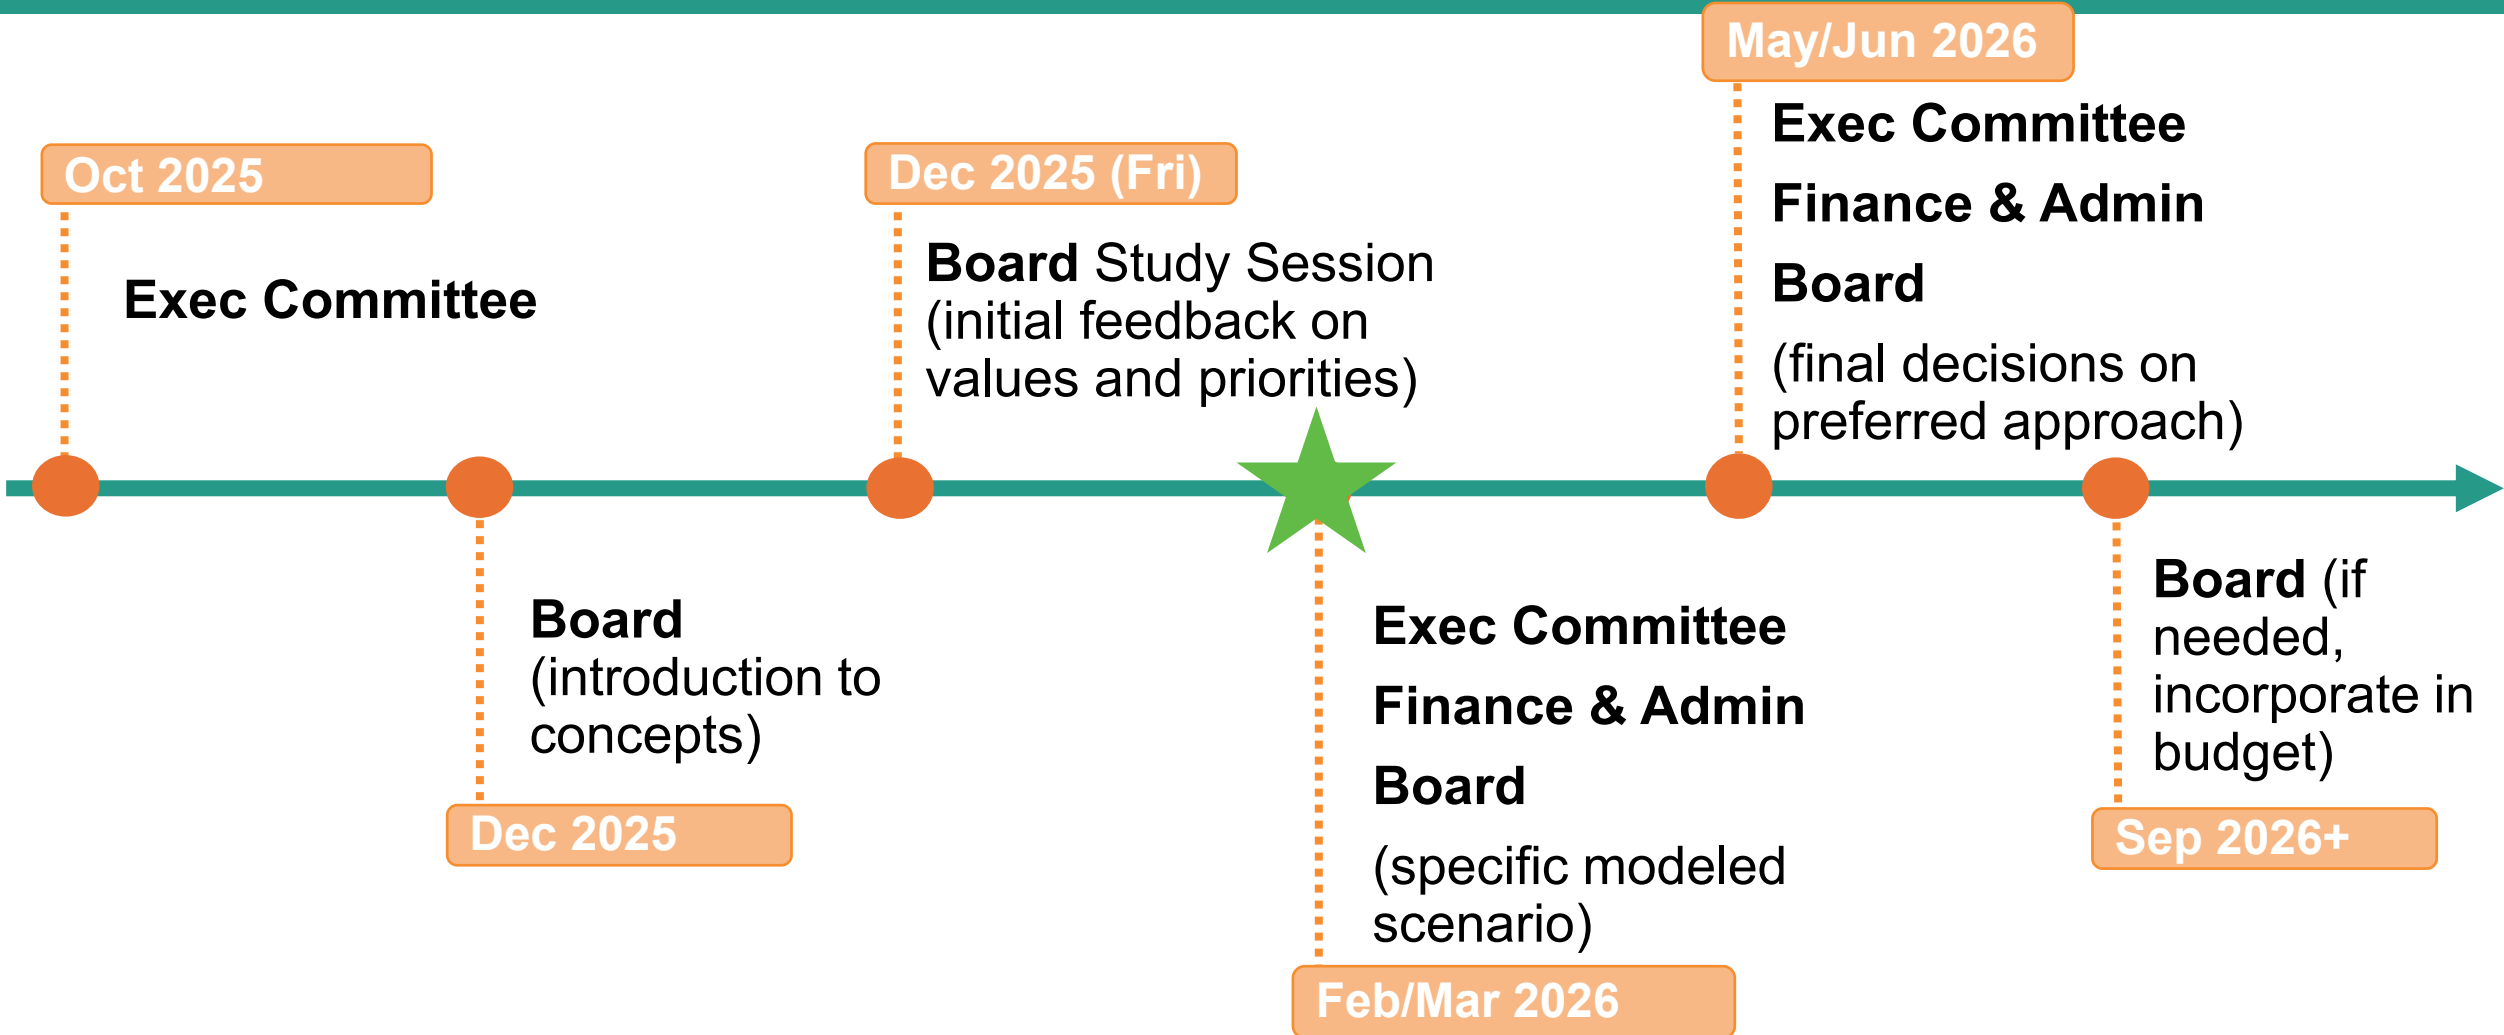 Oct 2025
Exec Committee
Board
(introduction to
concepts)
Dec 2025
Dec 2025 (Fri)
Board Study Session
(initial feedback on
values and priorities)
Exec Committee
Finance & Admin
Board
(specific modeled
scenario)
Feb/Mar 2026
May/Jun 2026
Exec Committee
Finance & Admin
Board
(final decisions on
preferred approach)
Board (if
needed,
incorporate in
budget)
Sep 2026+